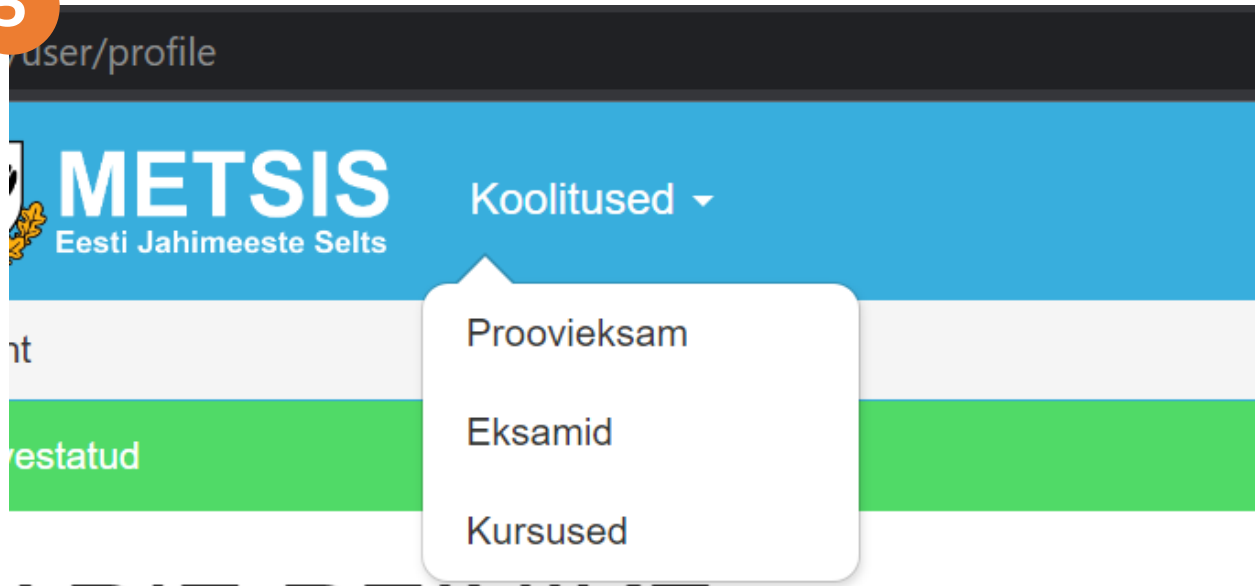 /user/profile
METSIS
Eesti Jahimeeste Selts
Koolitused
Proovieksam
Eksamid
Kursused